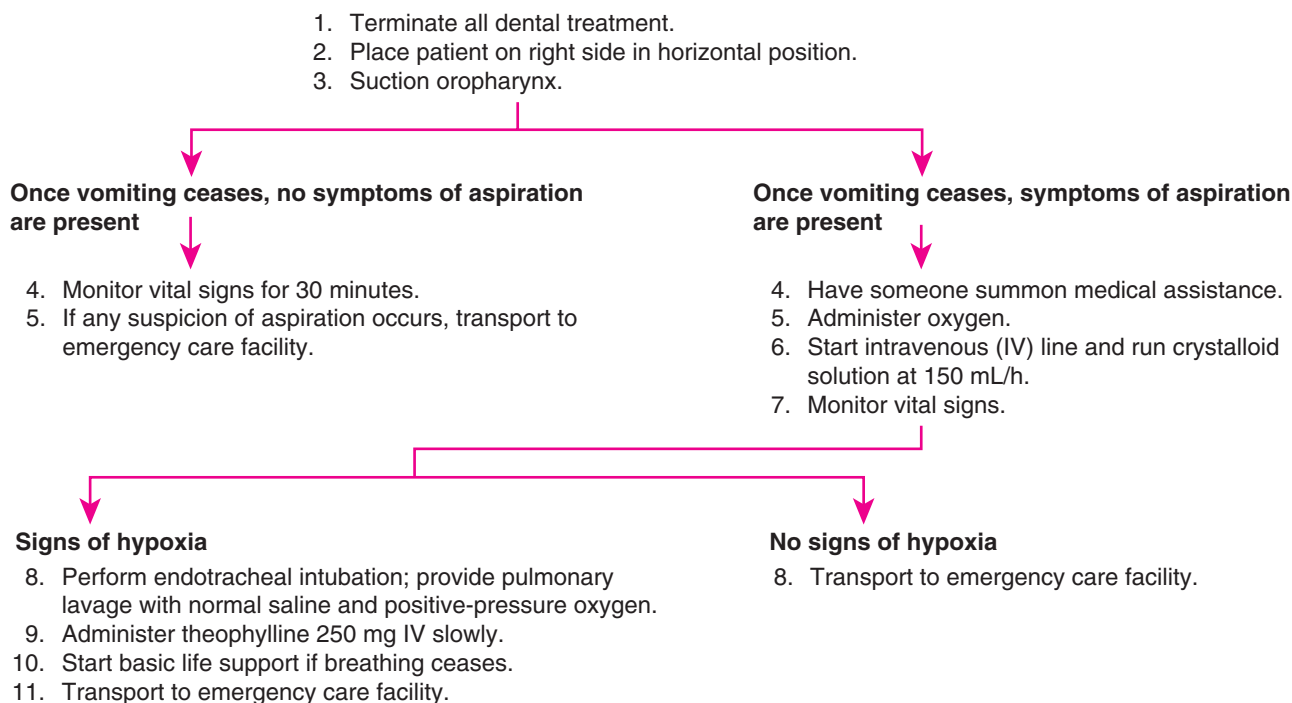 1. Terminate all dental treatment.
2. Place patient on right side in horizontal position.
3. Suction oropharynx.
Once vomiting ceases, no symptoms of aspiration
are present
4. Monitor vital signs for 30 minutes.
5. If any suspicion of aspiration occurs, transport to
emergency care facility.
Once vomiting ceases, symptoms of aspiration
are present
4. Have someone summon medical assistance.
5. Administer oxygen.
6. Start intravenous (IV) line and run crystalloid
solution at 150 mL/h.
7. Monitor vital signs.
Signs of hypoxia
8. Perform endotracheal intubation; provide pulmonary
lavage with normal saline and positive-pressure oxygen.
9. Administer theophylline 250 mg IV slowly.
10. Start basic life support if breathing ceases.
11. Transport to emergency care facility.
No signs of hypoxia
8. Transport to emergency care facility.